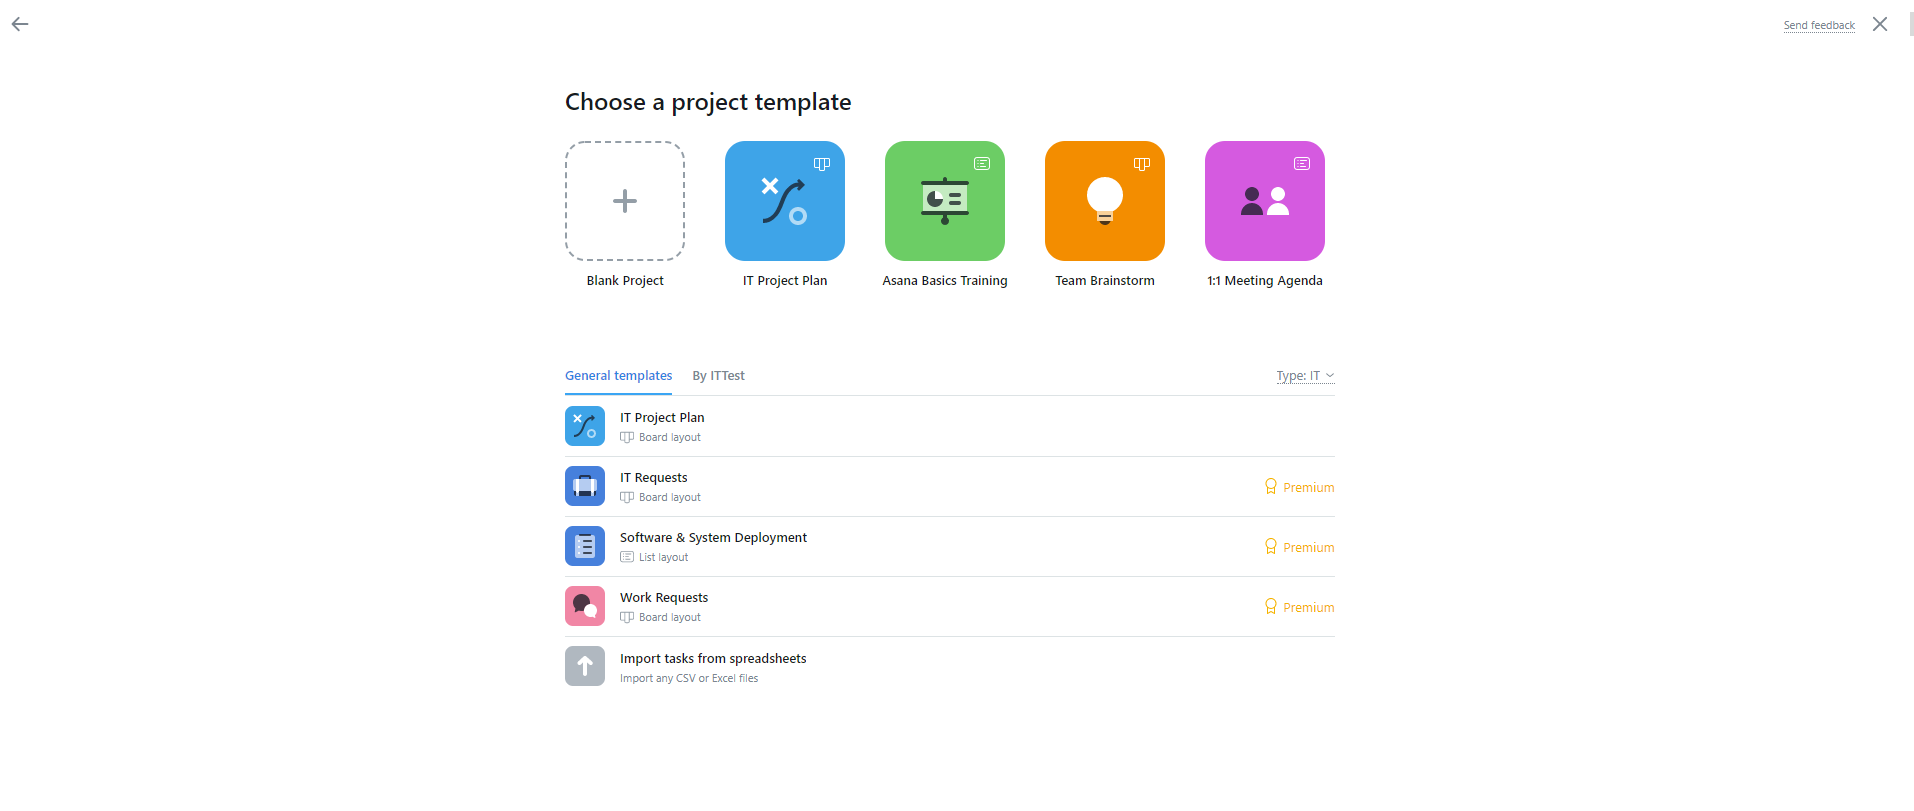 Send feedback
Choose a project template
Blank Project
IT Project Plan
Asana Basics Training
Team Brainstorm
1:1 Meeting Agenda
General templates
By ITTest
Type: IT
IT Project Plan
Board layout
IT Requests
Board layout
Premium
Software & System Deployment
List layout
Premium
Work Requests
Board layout
Premium
Import tasks from spreadsheets
Import any CSV or Excel files